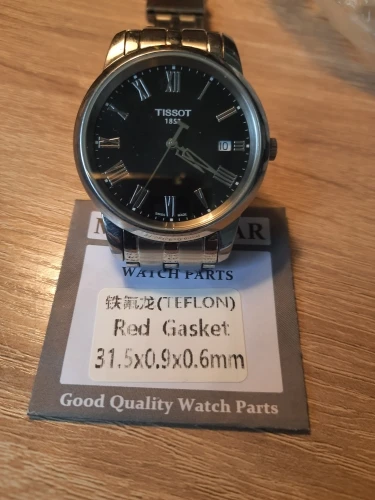 TISSOT
1853
WATCH PARTS
铁氟龙(TEFLON)
Red Gasket
31.5x0.9x0.6mm
Good Quality Watch Parts